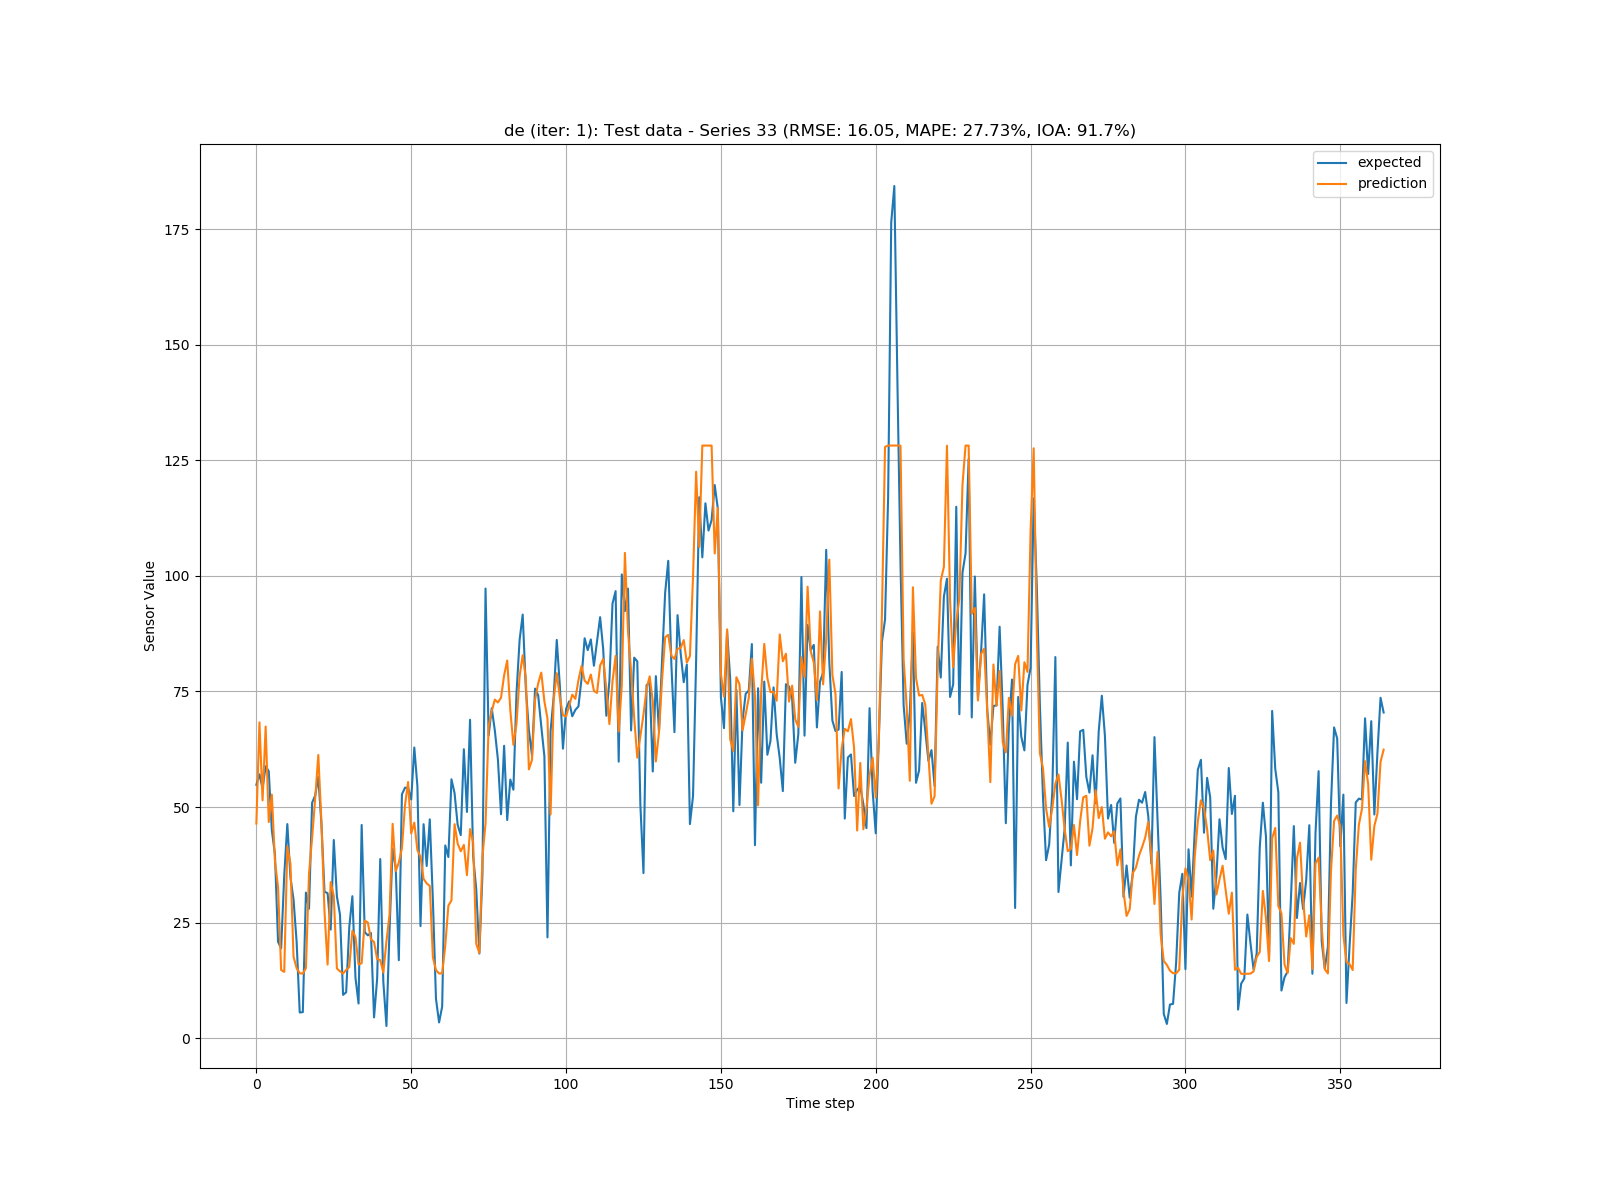 de (iter: 1): Test data - Series 33 (RMSE: 16.05, MAPE: 27.73%, IOA: 91.7%)
expected
prediction
175
150
125
100
75
50
25
0
Sensor Value
0 50 100 150 200 250 300 350
Time step